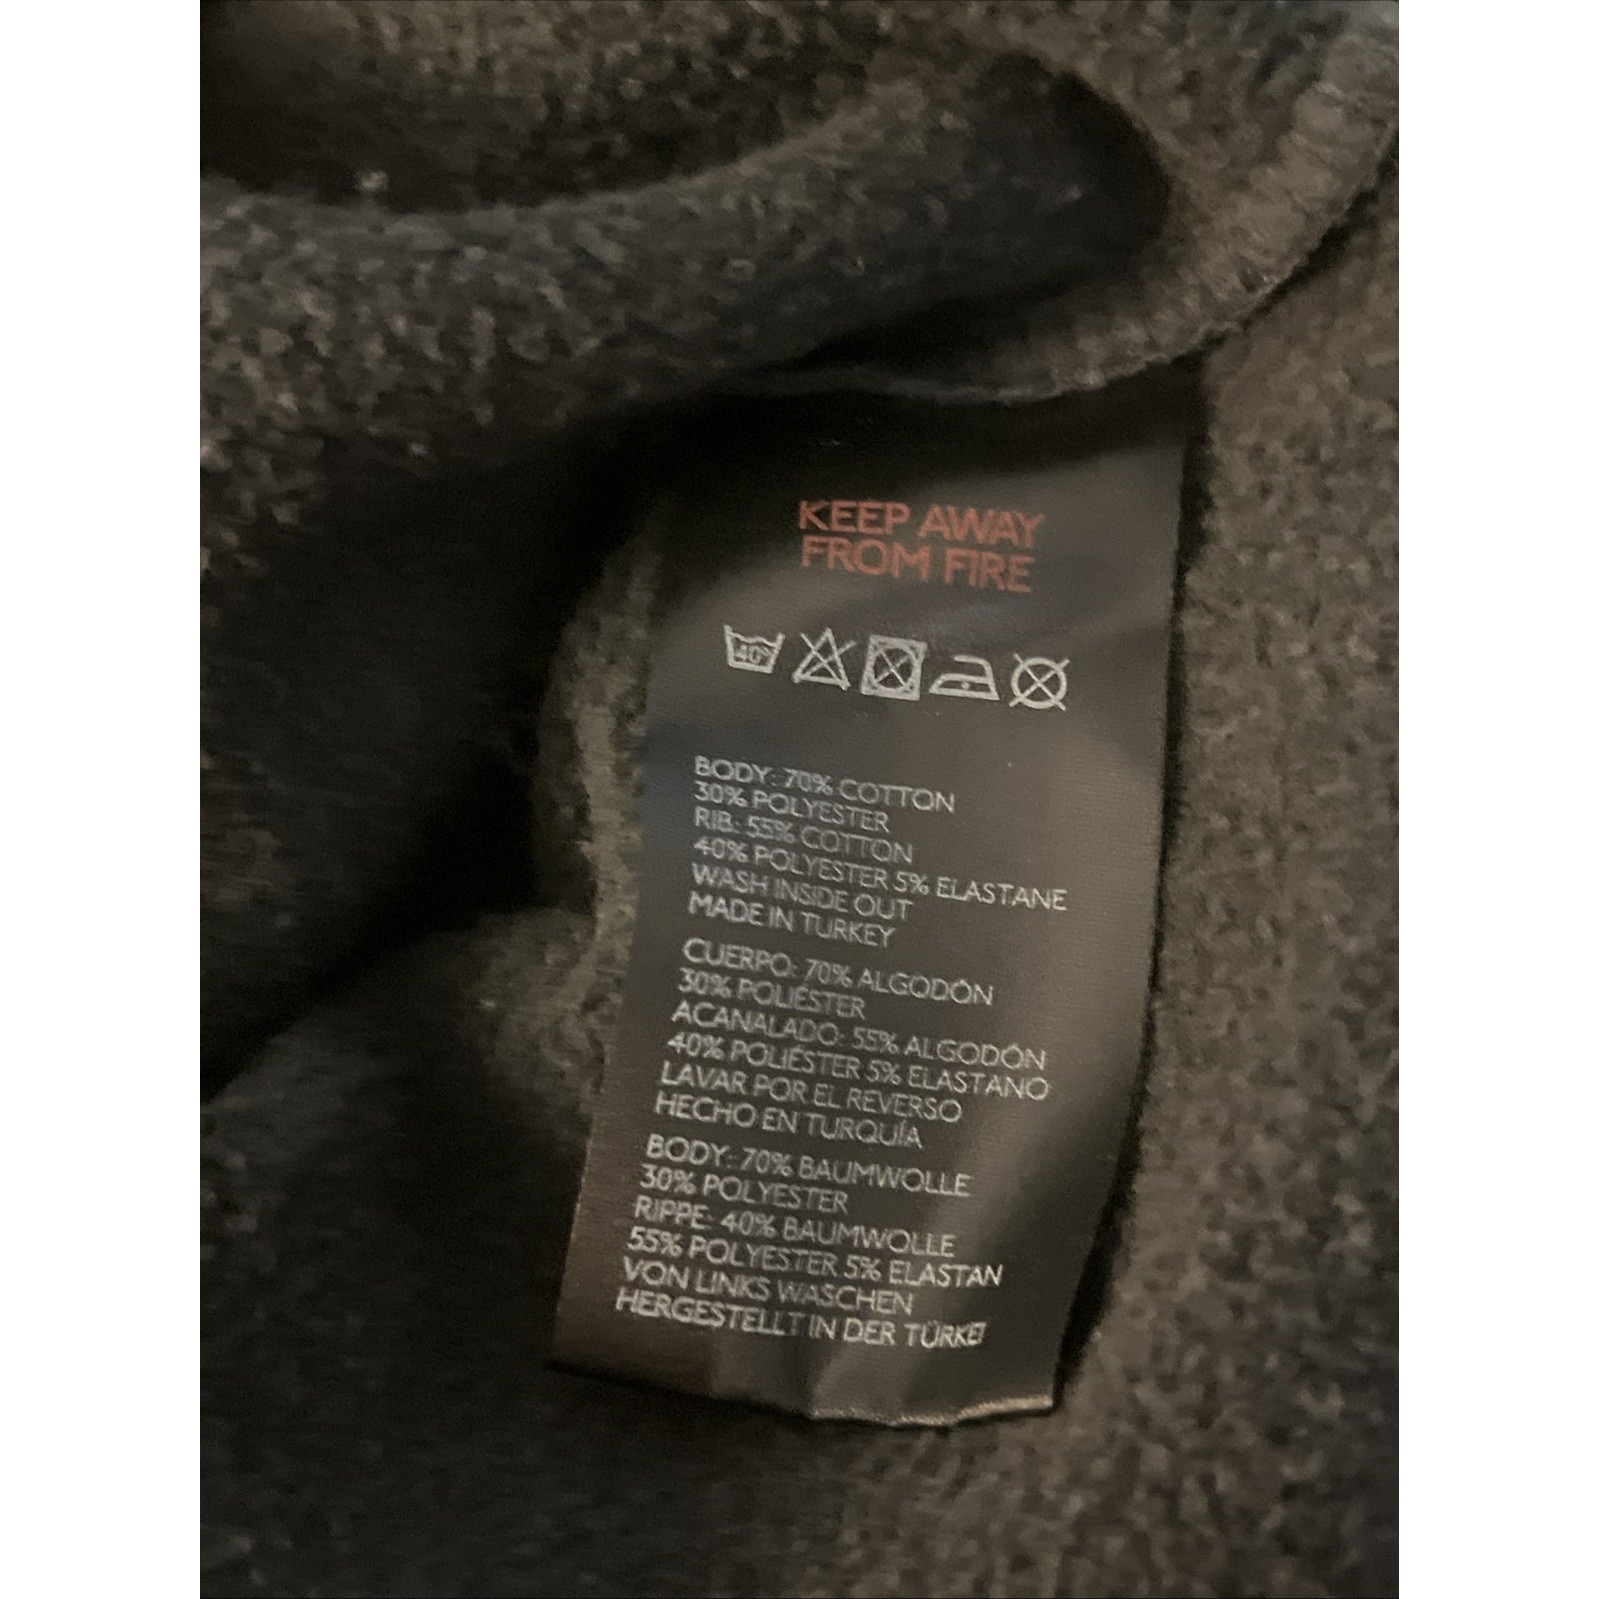 KEEP AWAY
FROM FIRE
40°
BODY: 70% COTTON
30% POLYESTER
RIB: 55% COTTON
40% POLYESTER 5% ELASTANE
WASH INSIDE OUT
MADE IN TURKEY
CUERPO: 70% ALGODÓN
30% POLIÉSTER
ACANALADO: 55% ALGODÓN
40% POLIÉSTER 5% ELASTANO
LAVAR POR EL REVERSO
HECHO EN TURQUÍA
BODY: 70% BAUMWOLLE
30% POLYESTER
RIPPE: 40% BAUMWOLLE
55% POLYESTER 5% ELASTAN
VON LINKS WASCHEN
HERGESTELLT IN DER TÜRKEI